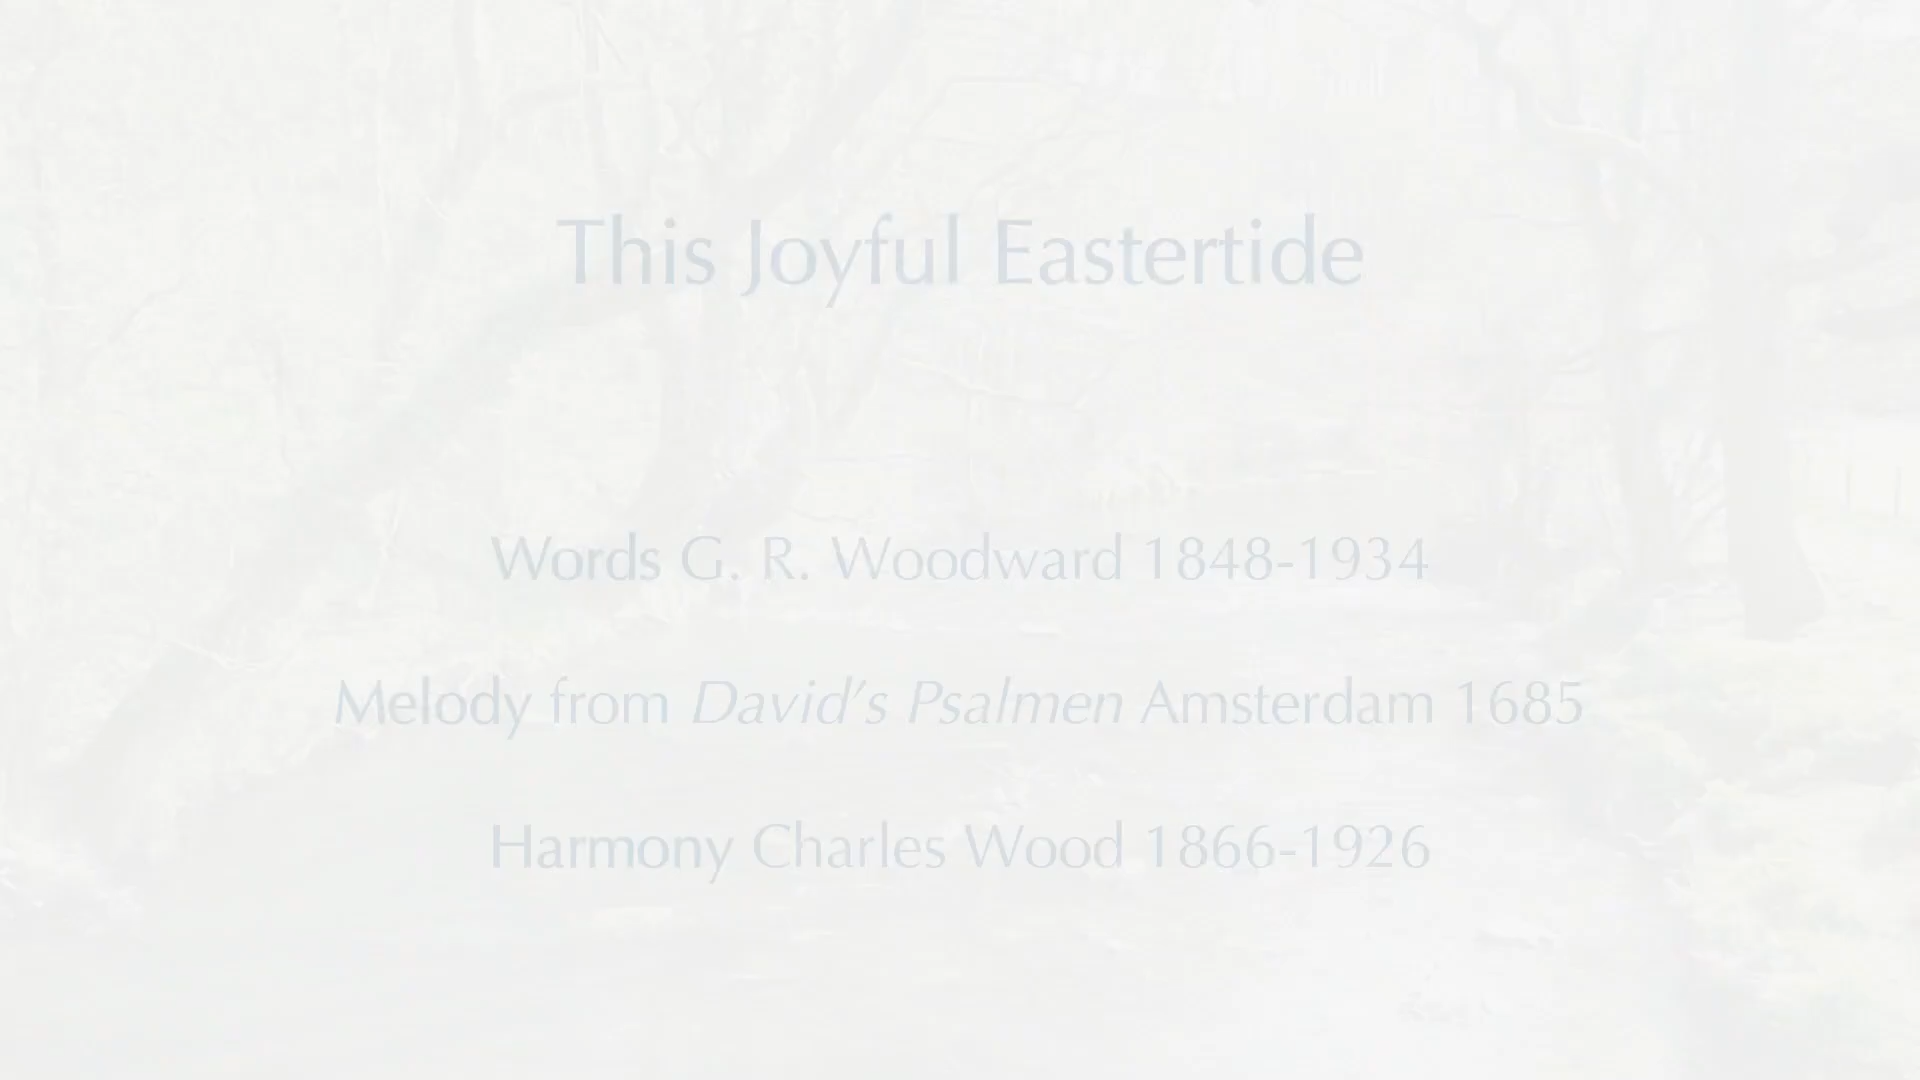 This Joyful Eastertide
Words G. R. Woodward 1848-1934
Melody from David's Psalmen Amsterdam 1685
Harmony Charles Wood 1866-1926